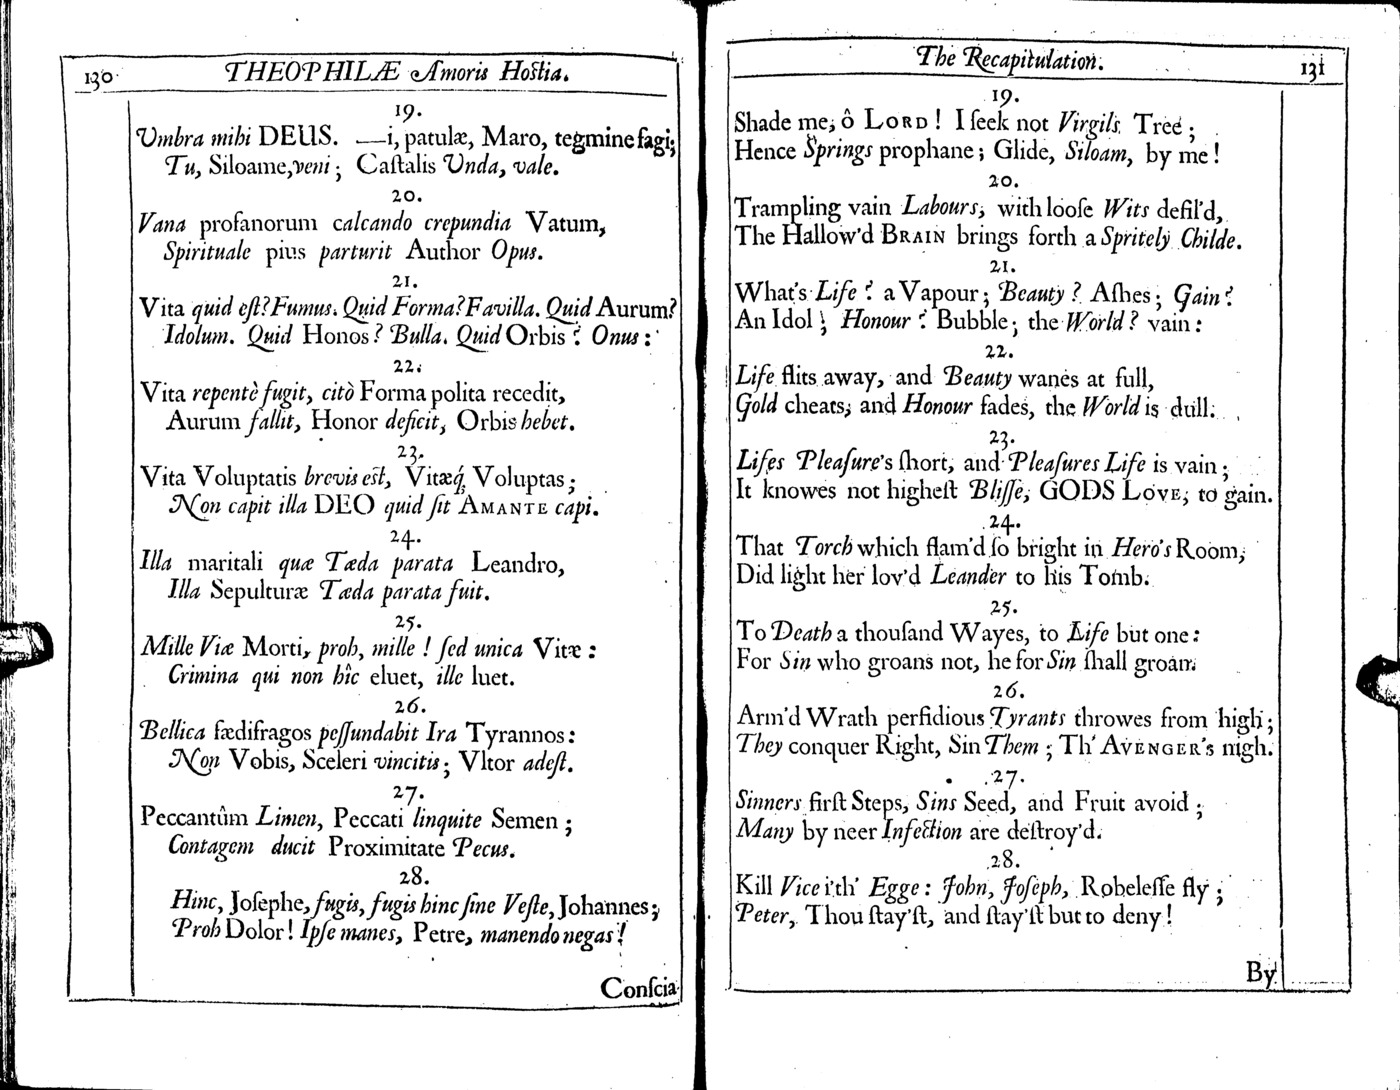 130 THEOPHILÆ Amoris Hostia.
19.
Umbra mihi DEUS. —i, patulæ, Maro, tegmine fagi;
Tu, Siloame, veni; Caſtalis Unda, vale.
20.
Vana profanorum calcando crepundia Vatum,
Spirituale pius parturit Author Opus.
21.
Vita quid eſt? Fumus. Quid Forma? Favilla. Quid Aurum?
Idolum. Quid Honos? Bulla. Quid Orbis? Onus:
22.
Vita repentè fugit, citò Forma polita recedit,
Aurum fallit, Honor deficit, Orbis hebet.
23.
Vita Voluptatis brevis est, Vitæq́; Voluptas;
Non capit illa DEO quid ſit AMANTE capi.
24.
Illa maritali quæ Tæda parata Leandro,
Illa Sepulturæ Tæda parata fuit.
25.
Mille Viæ Morti, proh, mille! ſed unica Vitæ:
Crimina qui non hîc eluet, ille luet.
26.
Bellica fædifragos peſſundabit Ira Tyrannos:
Non Vobis, Sceleri vincitis; Vltor adeſt.
27.
Peccantûm Limen, Peccati linquite Semen;
Contagem ducit Proximitate Pecus.
28.
Hinc, Joſephe, fugis, fugis hinc ſine Veſte, Johannes;
Proh Dolor! Ipſe manes, Petre, manendo negas!
Conſcia
The Recapitulation. 131
19.
Shade me, ô LORD! I ſeek not Virgils Tree;
Hence Springs prophane; Glide, Siloam, by me!
20.
Trampling vain Labours, with looſe Wits defil'd,
The Hallow'd BRAIN brings forth a Spritely Childe.
21.
What's Life? a Vapour; Beauty? Aſhes; Gain?
An Idol; Honour? Bubble; the World? vain:
22.
Life flits away, and Beauty wanes at full,
Gold cheats, and Honour fades, the World is dull.
23.
Lifes Pleaſure's ſhort, and Pleaſures Life is vain;
It knowes not higheſt Bliſſe, GODS LOVE, to gain.
24.
That Torch which flam'd ſo bright in Hero's Room,
Did light her lov'd Leander to his Tomb.
25.
To Death a thouſand Wayes, to Life but one:
For Sin who groans not, he for Sin ſhall groan.
26.
Arm'd Wrath perfidious Tyrants throwes from high;
They conquer Right, Sin Them; Th' AVENGER's nigh.
27.
Sinners firſt Steps, Sins Seed, and Fruit avoid;
Many by neer Infection are deſtroy'd.
28.
Kill Vice i'th' Egge: John, Joſeph, Robeleſſe fly;
Peter, Thou ſtay'ſt, and ſtay'ſt but to deny!
By